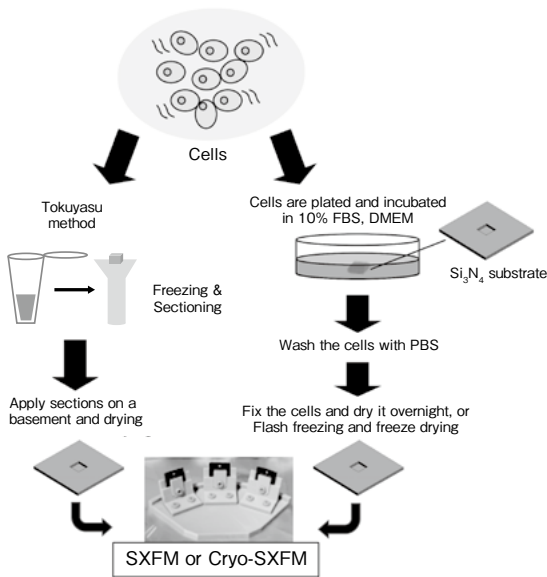 Cells
Tokuyasu
method
Freezing &
Sectioning
Apply sections on a
basement and drying
Cells are plated and incubated
in 10% FBS, DMEM
Si₃N₄ substrate
Wash the cells with PBS
Fix the cells and dry it overnight, or
Flash freezing and freeze drying
SXFM or Cryo-SXFM